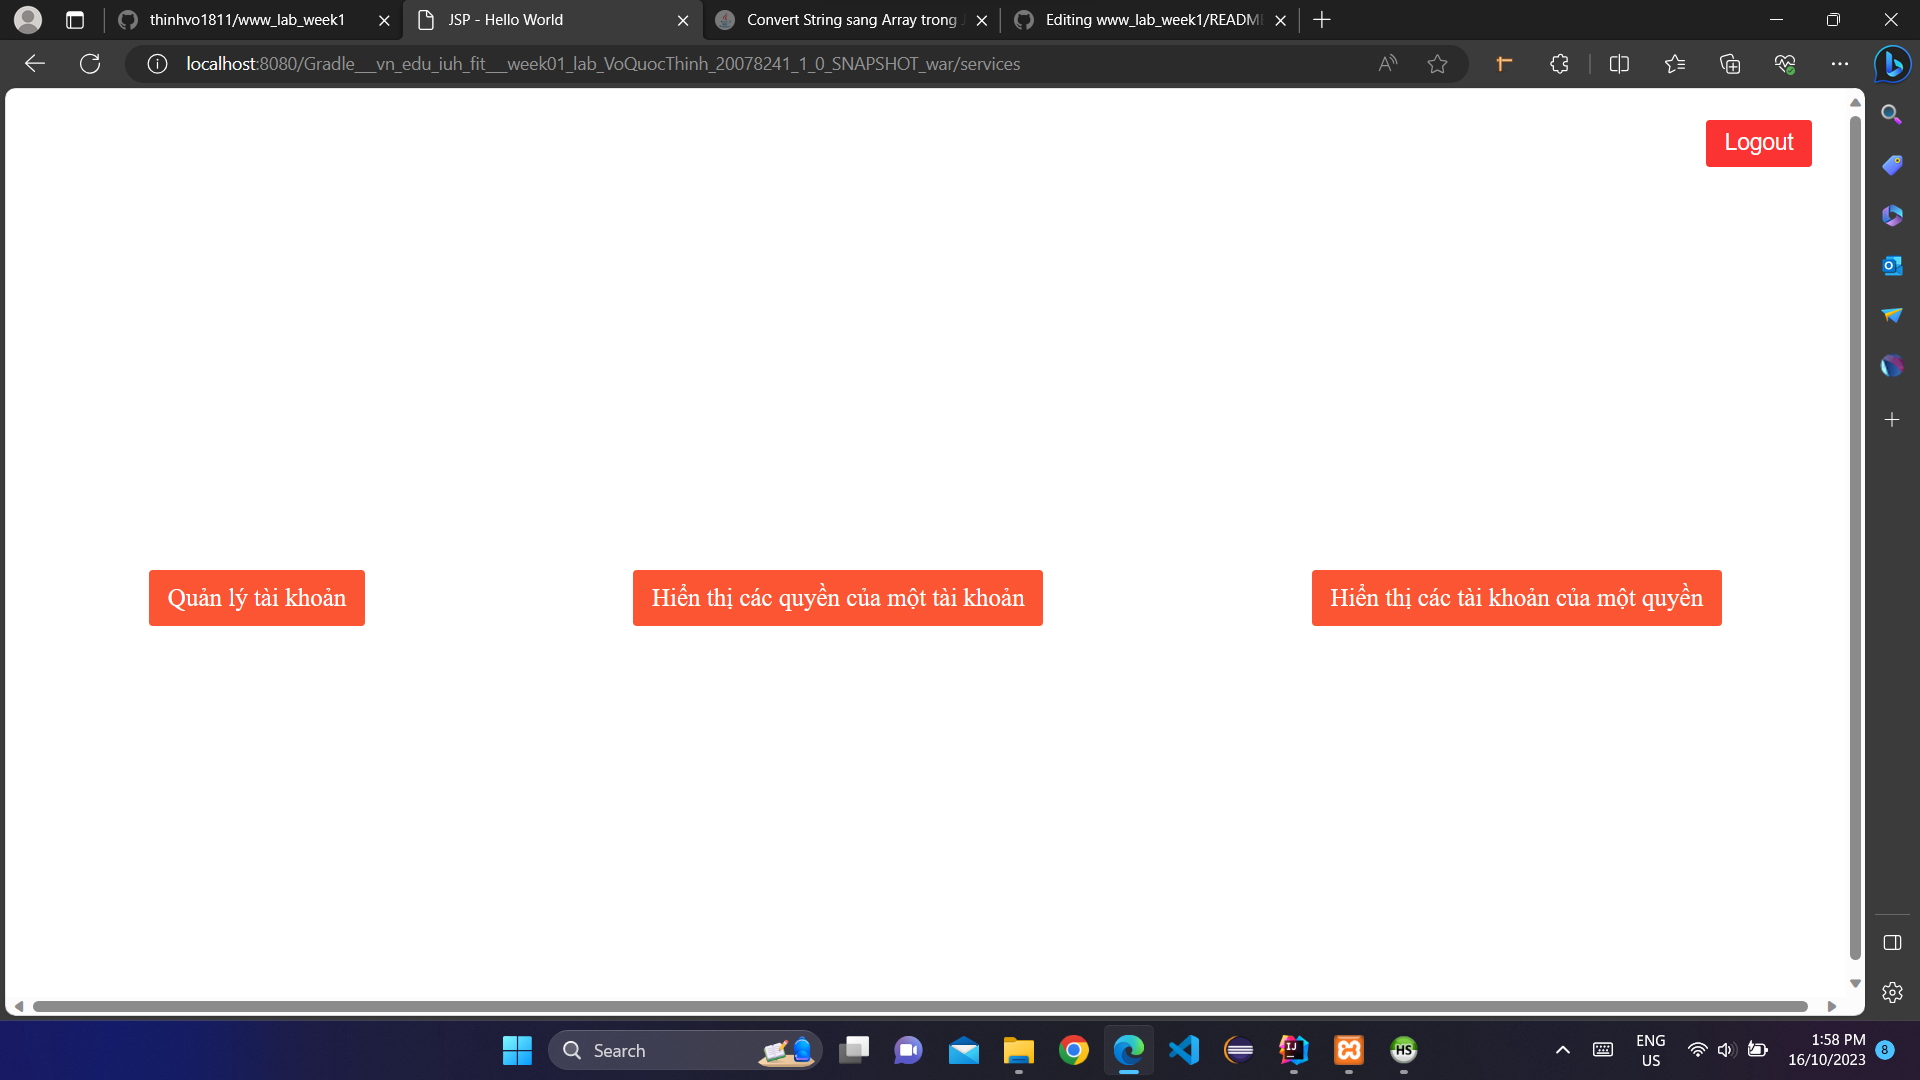 thinhvo1811/www_lab_week1
JSP - Hello World
Convert String sang Array trong
Editing www_lab_week1/READM
localhost:8080/Gradle___vn_edu_iuh_fit___week01_lab_VoQuocThinh_20078241_1_0_SNAPSHOT_war/services
Logout
Quản lý tài khoản
Hiển thị các quyền của một tài khoản
Hiển thị các tài khoản của một quyền
Search
ENG
US
1:58 PM
16/10/2023
8